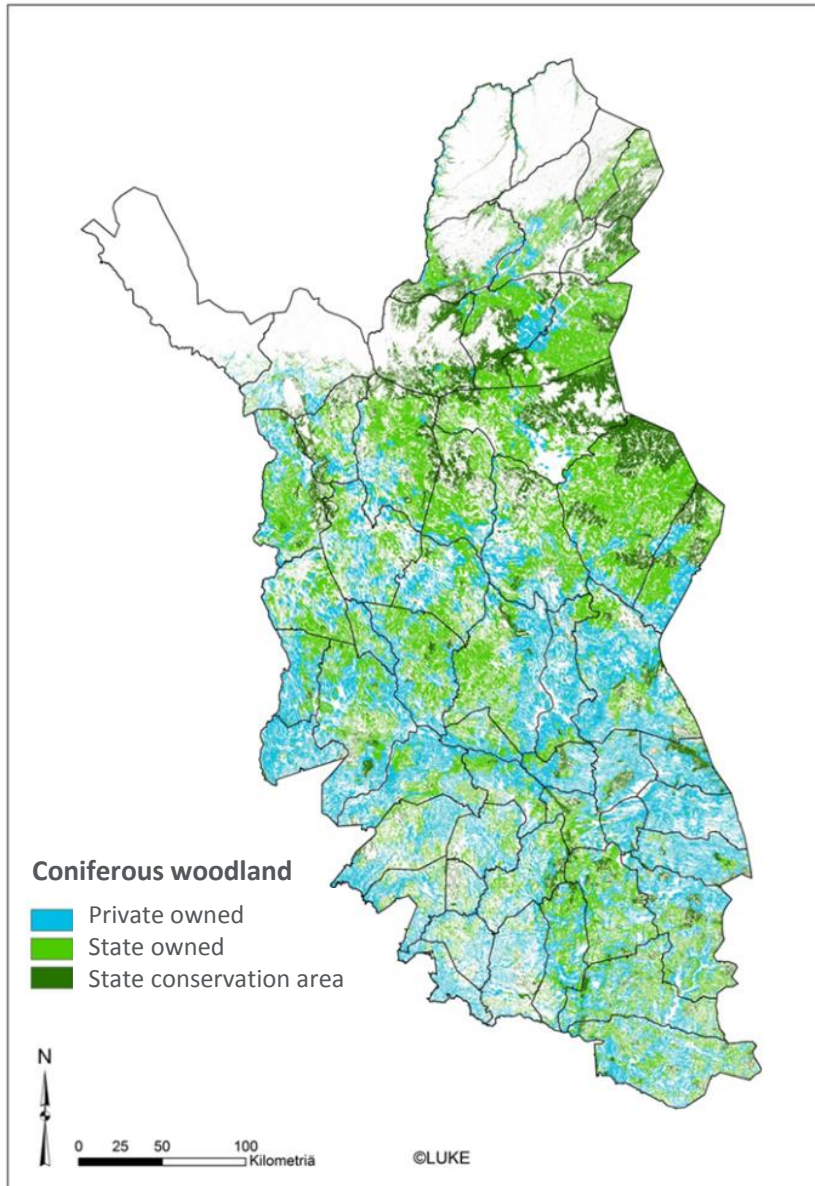 Coniferous woodland
Private owned
State owned
State conservation area
N
0 25 50 100
Kilometriä
©LUKE